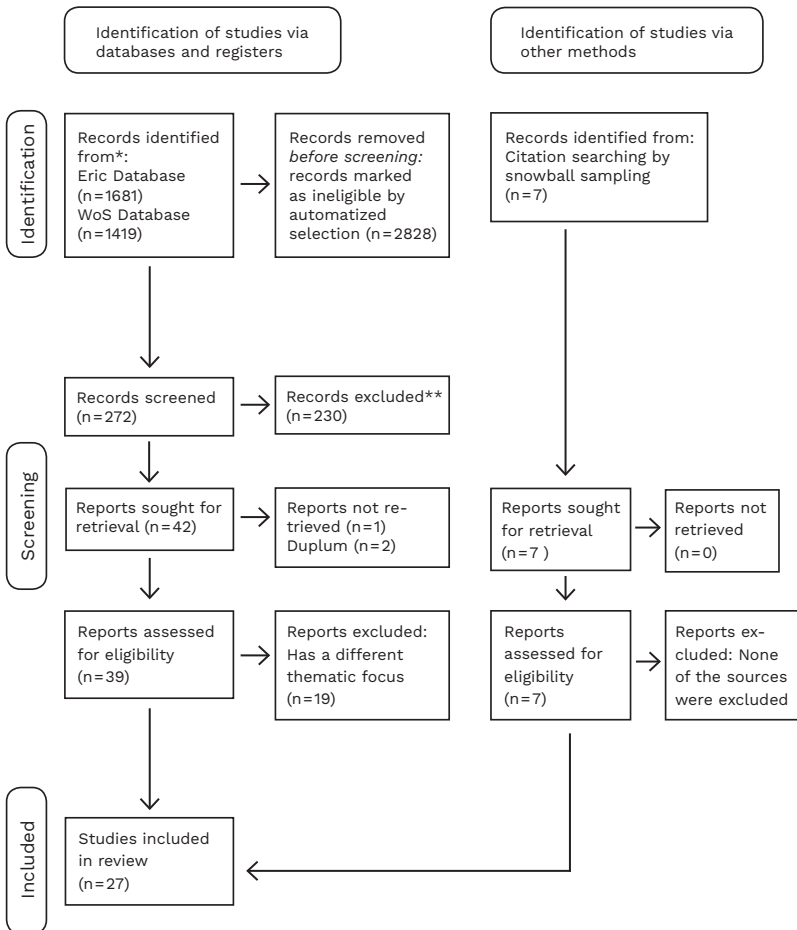 Identification of studies via
databases and registers
Identification of studies via
other methods
Identification
Records identified
from*:
Eric Database
(n=1681)
WoS Database
(n=1419)
Records removed
before screening:
records marked
as ineligible by
automatized
selection (n=2828)
Records identified from:
Citation searching by
snowball sampling
(n=7)
Screening
Records screened
(n=272)
Records excluded**
(n=230)
Reports sought for
retrieval (n=42)
Reports not re-
trieved (n=1)
Duplum (n=2)
Reports sought
for retrieval
(n=7 )
Reports not
retrieved
(n=0)
Reports assessed
for eligibility
(n=39)
Reports excluded:
Has a different
thematic focus
(n=19)
Reports
assessed for
eligibility
(n=7)
Reports ex-
cluded: None
of the sources
were excluded
Included
Studies included
in review
(n=27)